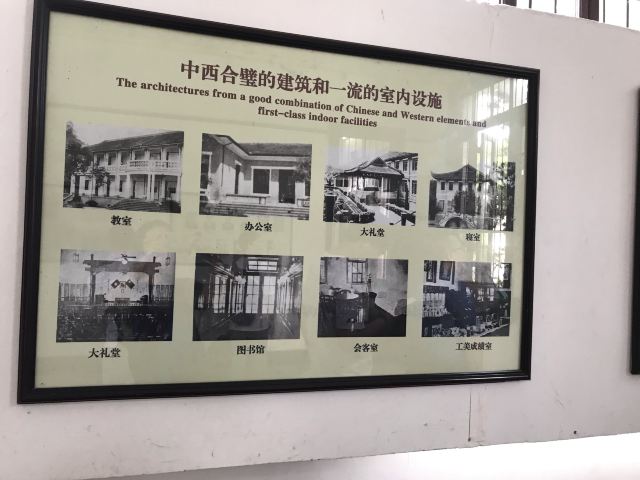 中西合璧的建筑和一流的室内设施
The architectures from a good combination of Chinese and Western elements and
first-class indoor facilities
教室
办公室
大礼堂
寝室
大礼堂
图书馆
会客室
工美成绩室